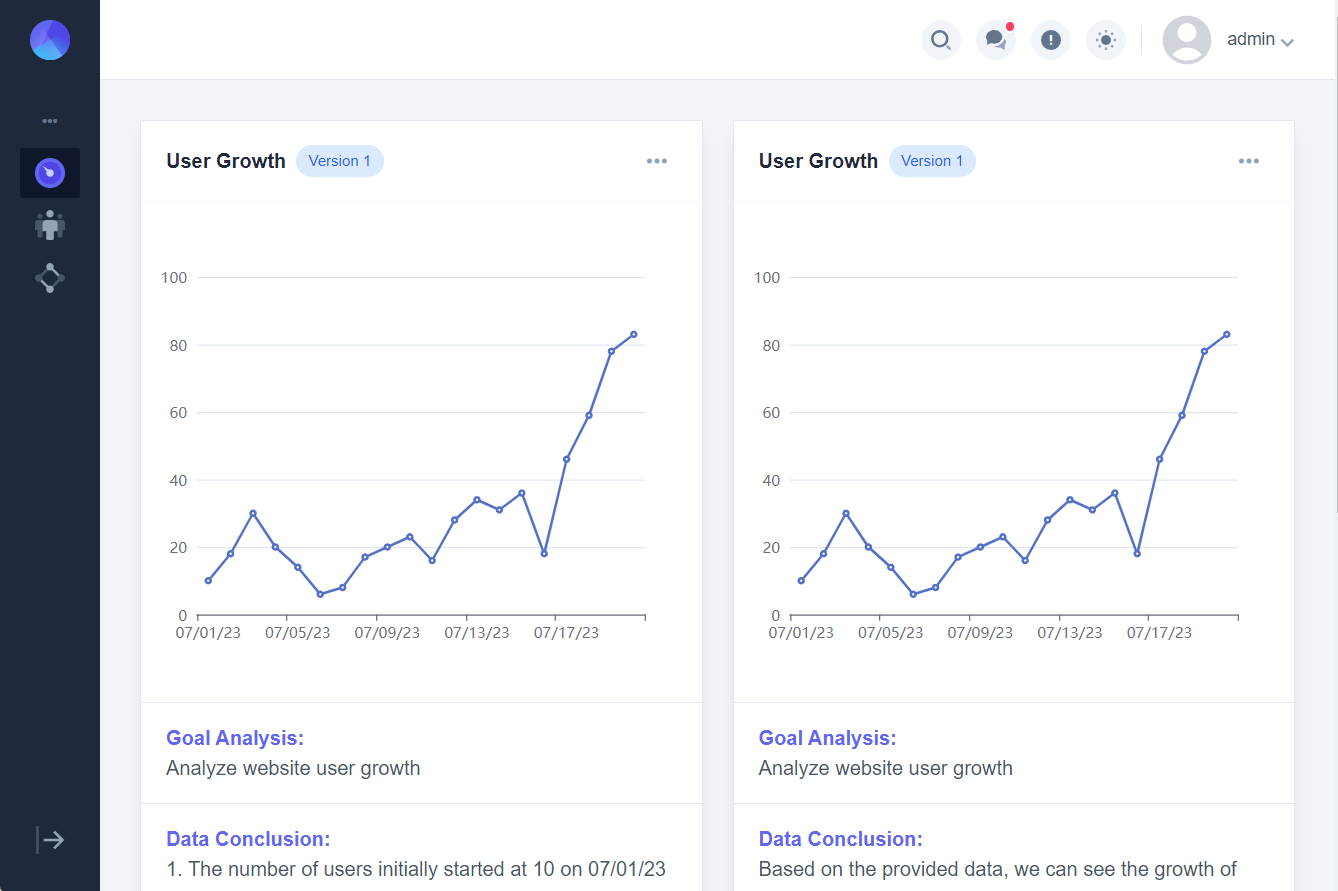 admin
User Growth Version 1
100
80
60
40
20
0
07/01/23 07/05/23 07/09/23 07/13/23 07/17/23
Goal Analysis:
Analyze website user growth
Data Conclusion:
1. The number of users initially started at 10 on 07/01/23
User Growth Version 1
100
80
60
40
20
0
07/01/23 07/05/23 07/09/23 07/13/23 07/17/23
Goal Analysis:
Analyze website user growth
Data Conclusion:
Based on the provided data, we can see the growth of